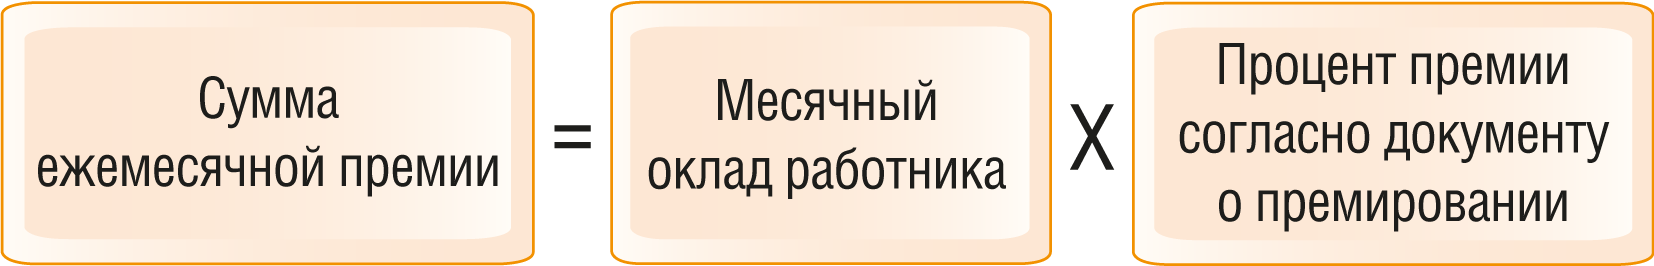 Сумма
ежемесячной премии
=
Месячный
оклад работника
X
Процент премии
согласно документу
о премировании